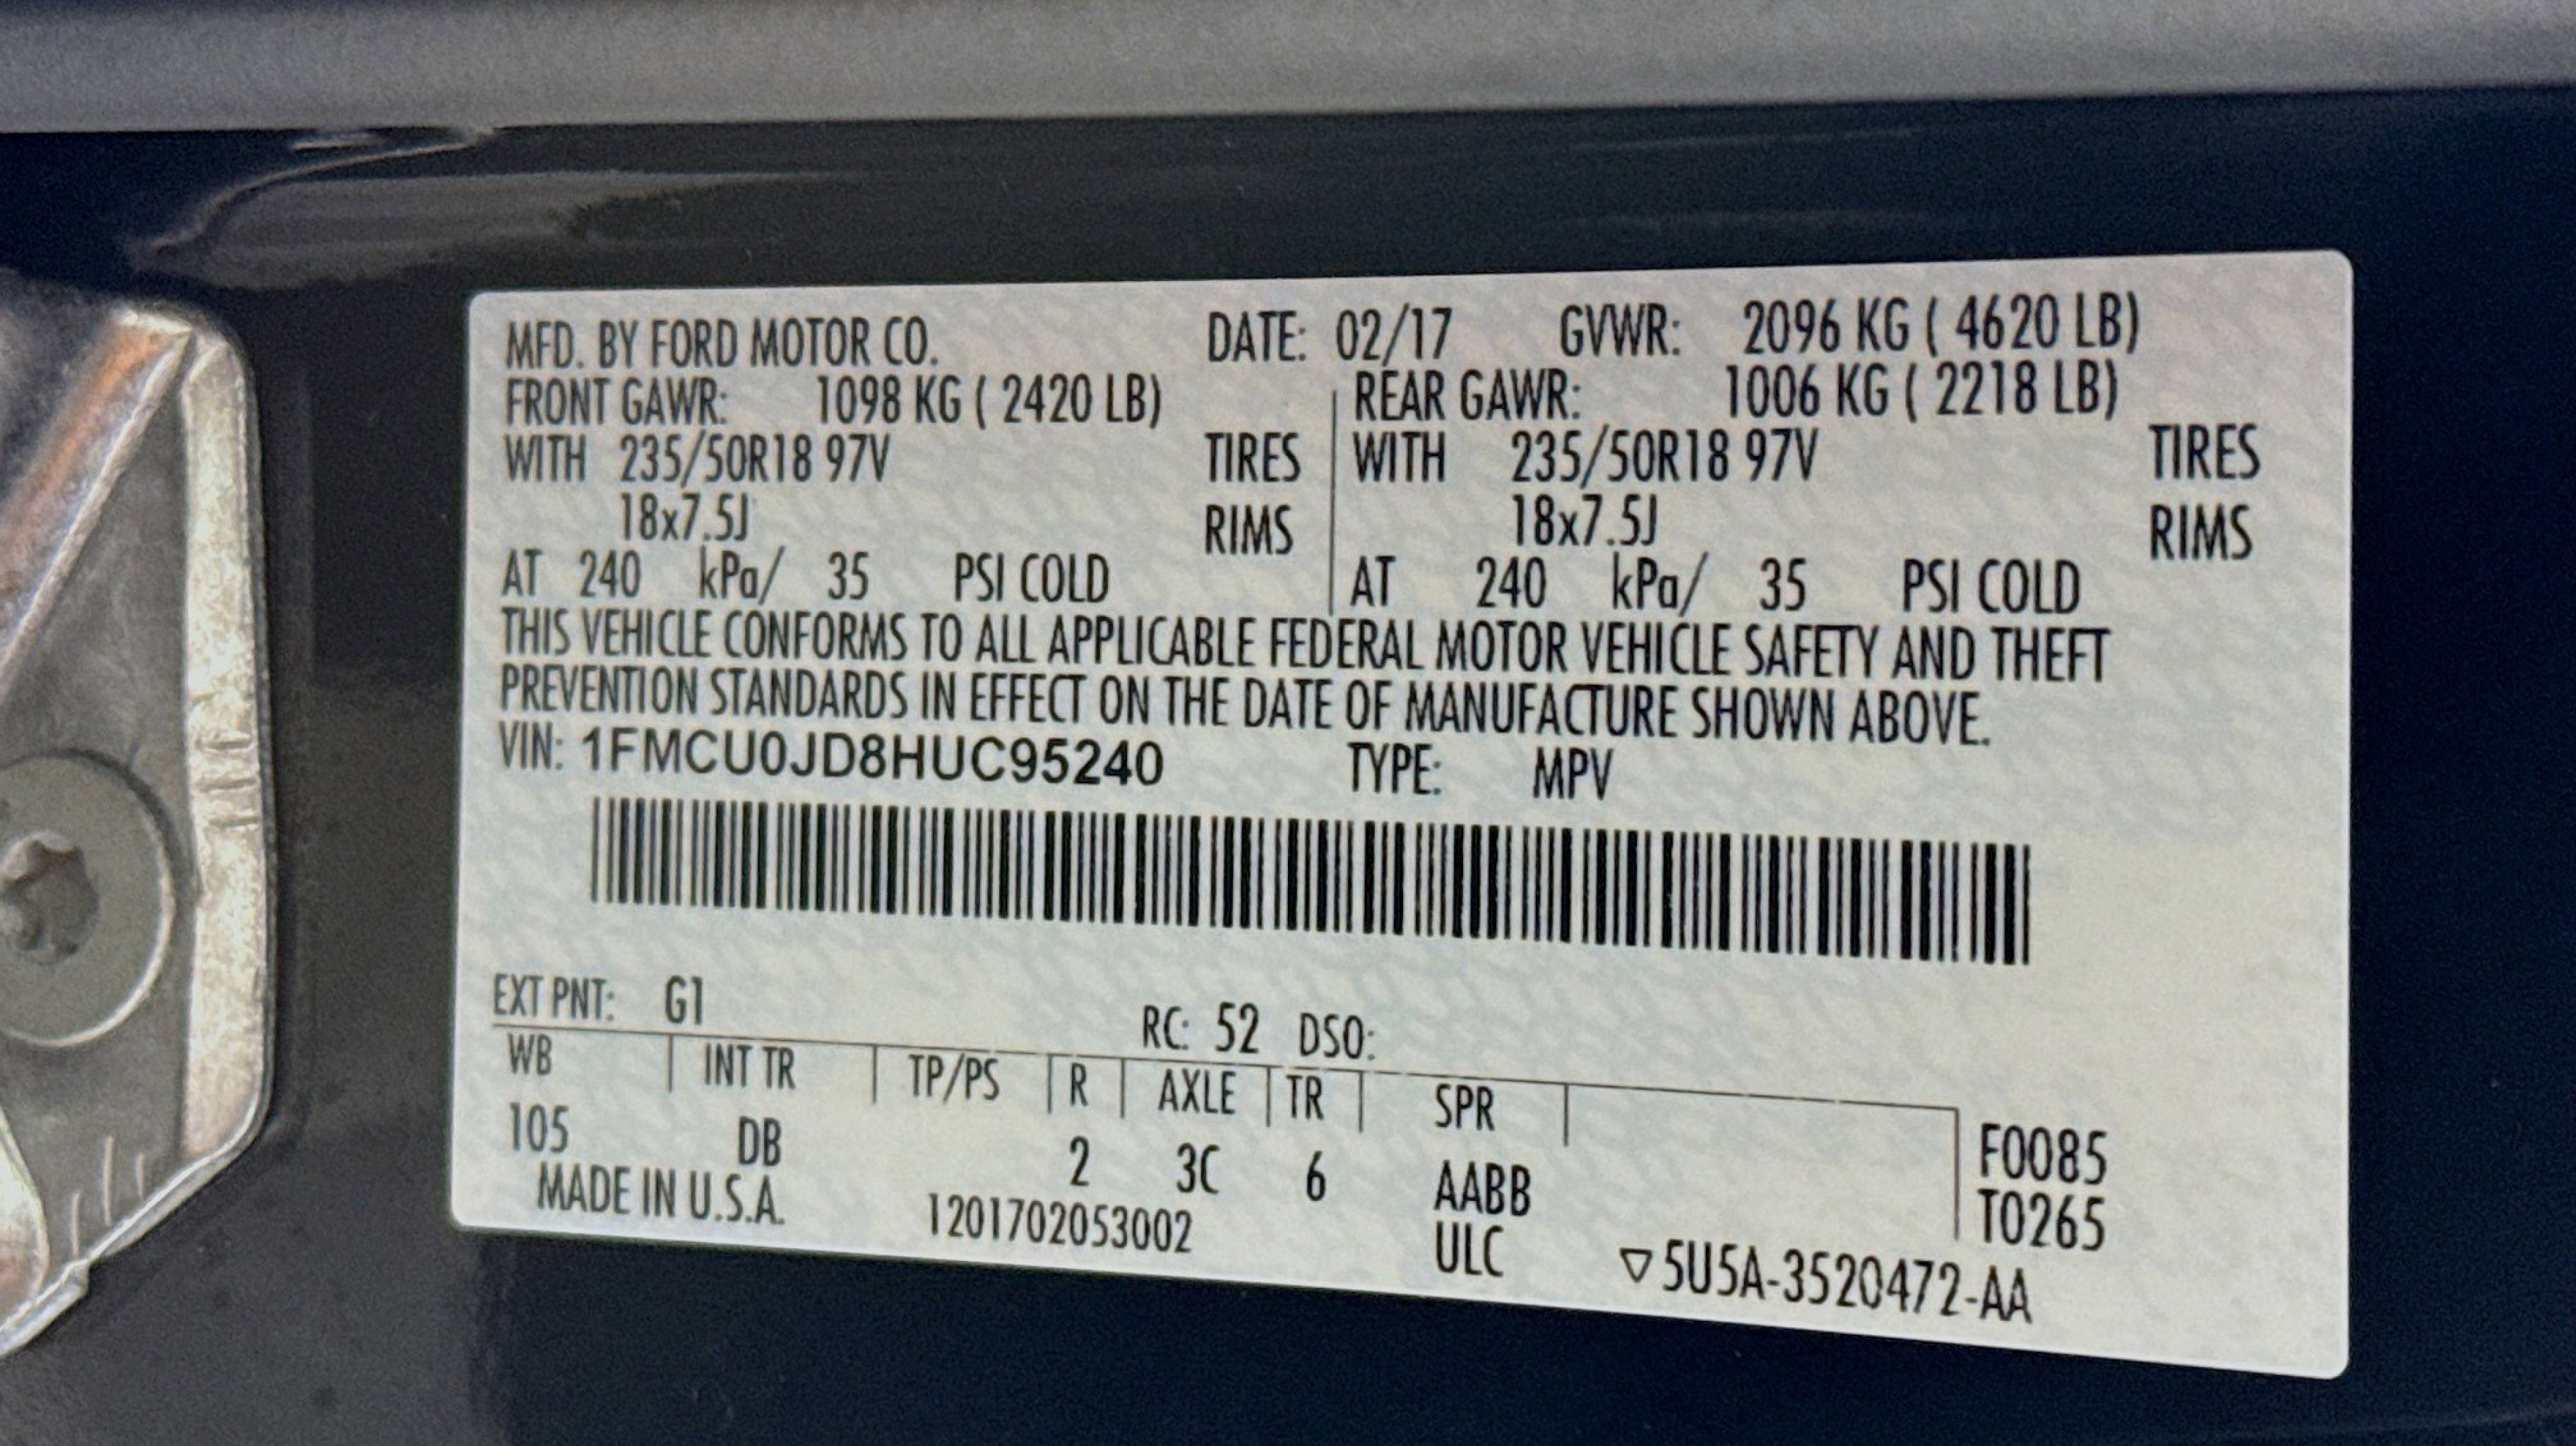 MFD. BY FORD MOTOR CO. DATE: 02/17 GVWR: 2096 KG ( 4620 LB)
FRONT GAWR: 1098 KG ( 2420 LB) REAR GAWR: 1006 KG ( 2218 LB)
WITH 235/50R18 97V TIRES WITH 235/50R18 97V TIRES
18x7.5J RIMS 18x7.5J RIMS
AT 240 kPa/ 35 PSI COLD AT 240 kPa/ 35 PSI COLD
THIS VEHICLE CONFORMS TO ALL APPLICABLE FEDERAL MOTOR VEHICLE SAFETY AND THEFT
PREVENTION STANDARDS IN EFFECT ON THE DATE OF MANUFACTURE SHOWN ABOVE.
VIN: 1FMCU0JD8HUC95240 TYPE: MPV
EXT PNT: G1 RC: 52 DSO:
WB INT TR TP/PS R AXLE TR SPR
105 DB 2 3C 6 AABB F0085
MADE IN U.S.A. 1201702053002 ULC T0265
▽5U5A-3520472-AA